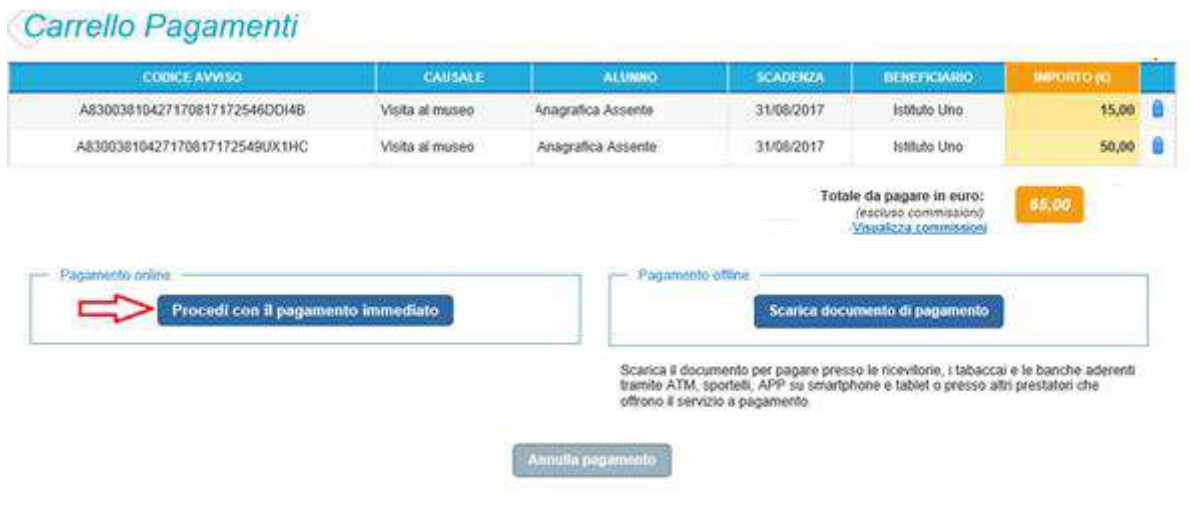 Carrello Pagamenti
CODICE AVVISO CAUSALE ALUNNO SCADENZA BENEFICIARIO IMPORTO (€)
A83003810427170817172546DDI4B Visita al museo Anagrafica Assente 31/08/2017 Istituto Uno 15,00
A83003810427170817172549UX1HC Visita al museo Anagrafica Assente 31/08/2017 Istituto Uno 50,00
Totale da pagare in euro: 65,00
(escluso commissioni)
Visualizza commissioni
Pagamento online Pagamento offline
Procedi con il pagamento immediato Scarica documento di pagamento
Scarica il documento per pagare presso le ricevitorie, i tabaccai e le banche aderenti
tramite ATM, sportelli, APP su smartphone e tablet o presso altri prestatori che
offrono il servizio a pagamento
Annulla pagamento